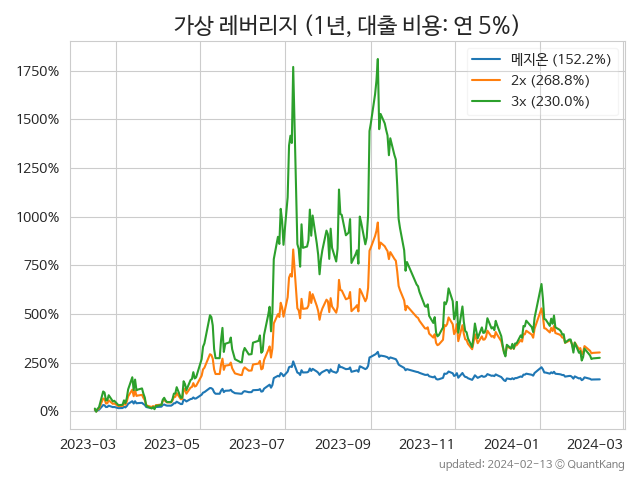 가상 레버리지 (1년, 대출 비용: 연 5%)
메지온 (152.2%)
2x (268.8%)
3x (230.0%)
1750%
1500%
1250%
1000%
750%
500%
250%
0%
2023-03 2023-05 2023-07 2023-09 2023-11 2024-01 2024-03
updated: 2024-02-13 © QuantKang